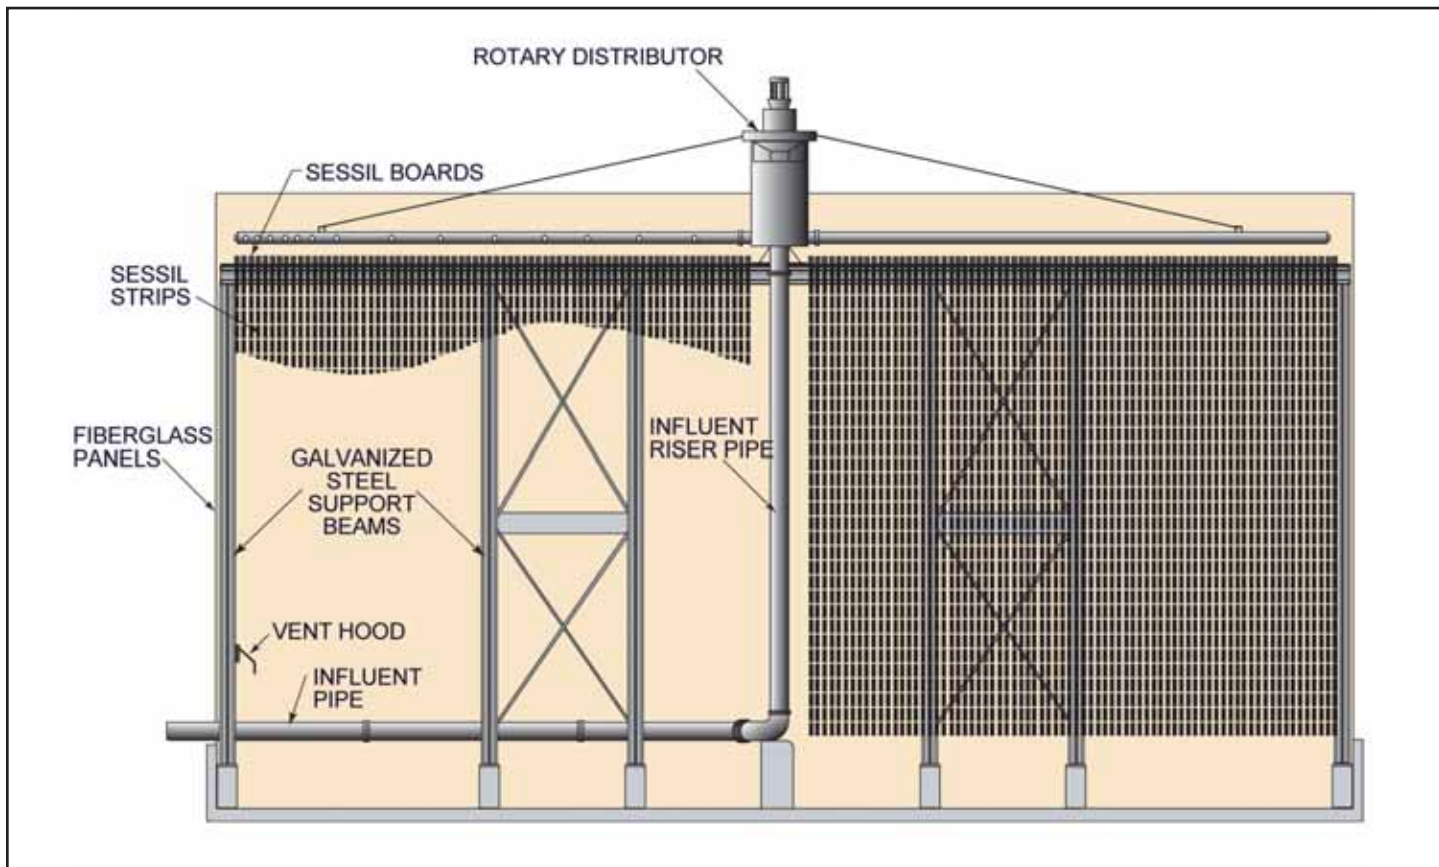 ROTARY DISTRIBUTOR
SESSIL BOARDS
SESSIL
STRIPS
FIBERGLASS
PANELS
GALVANIZED
STEEL
SUPPORT
BEAMS
INFLUENT
RISER PIPE
VENT HOOD
INFLUENT
PIPE